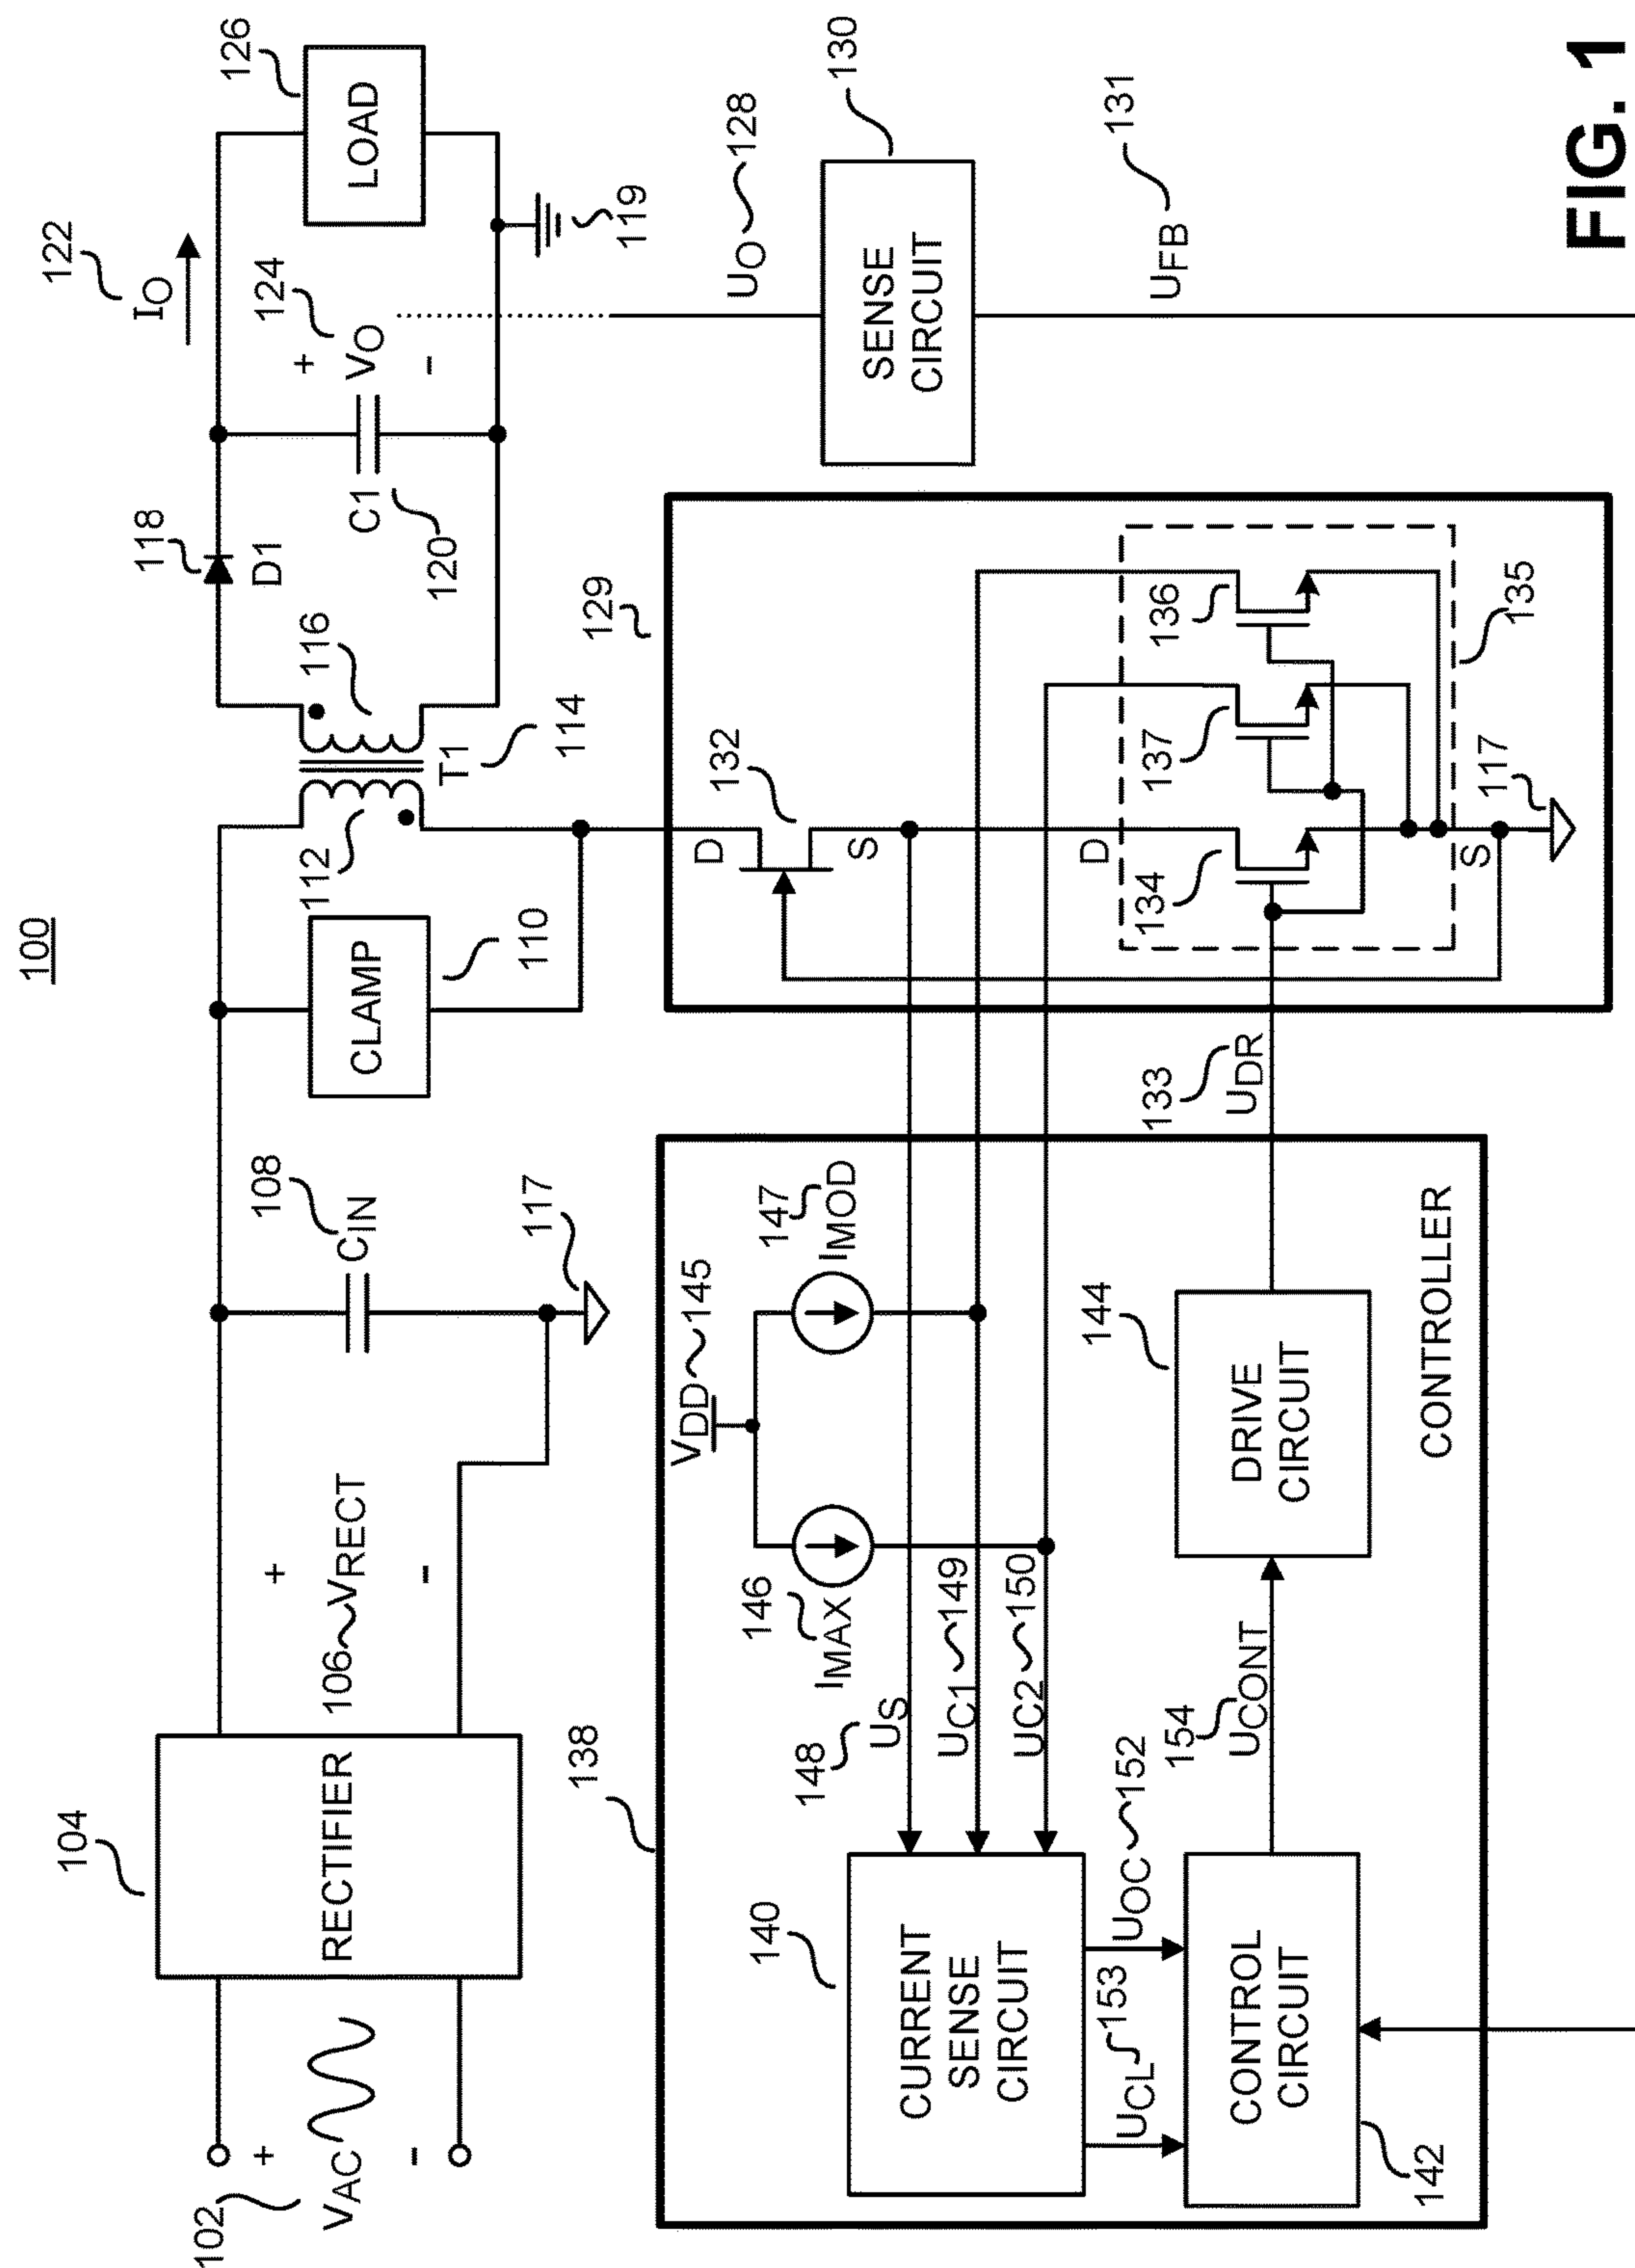 100
102
VAC
+
-
104
RECTIFIER
+
106 VRECT
-
108
CIN
117
CLAMP
110
112
T1
114
116
118
D1
C1
120
+
VO
-
124
IO
122
LOAD
126
119
UO 128
SENSE
CIRCUIT
130
UFB
131
129
D
132
S
D
134
137
136
135
S
117
138
VDD 145
146
IMAX
147
IMOD
148
US
UC1 149
UC2 150
140
CURRENT
SENSE
CIRCUIT
UCL 153
UOC 152
CONTROL
CIRCUIT
142
154
UCONT
144
DRIVE
CIRCUIT
133
UDR
CONTROLLER
FIG. 1